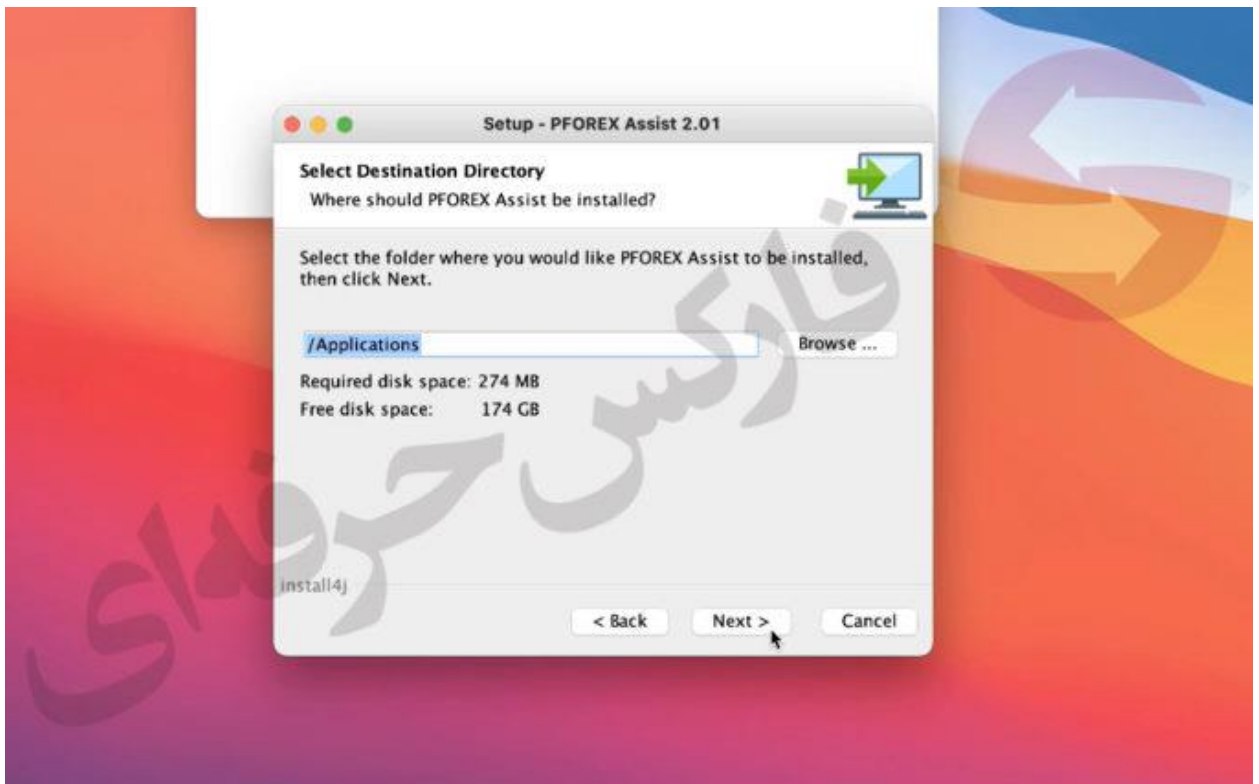 Setup - PFOREX Assist 2.01
Select Destination Directory
Where should PFOREX Assist be installed?
Select the folder where you would like PFOREX Assist to be installed,
then click Next.
/Applications
Browse ...
Required disk space: 274 MB
Free disk space: 174 GB
فارکس حرفه‌ای
install4j
< Back
Next >
Cancel